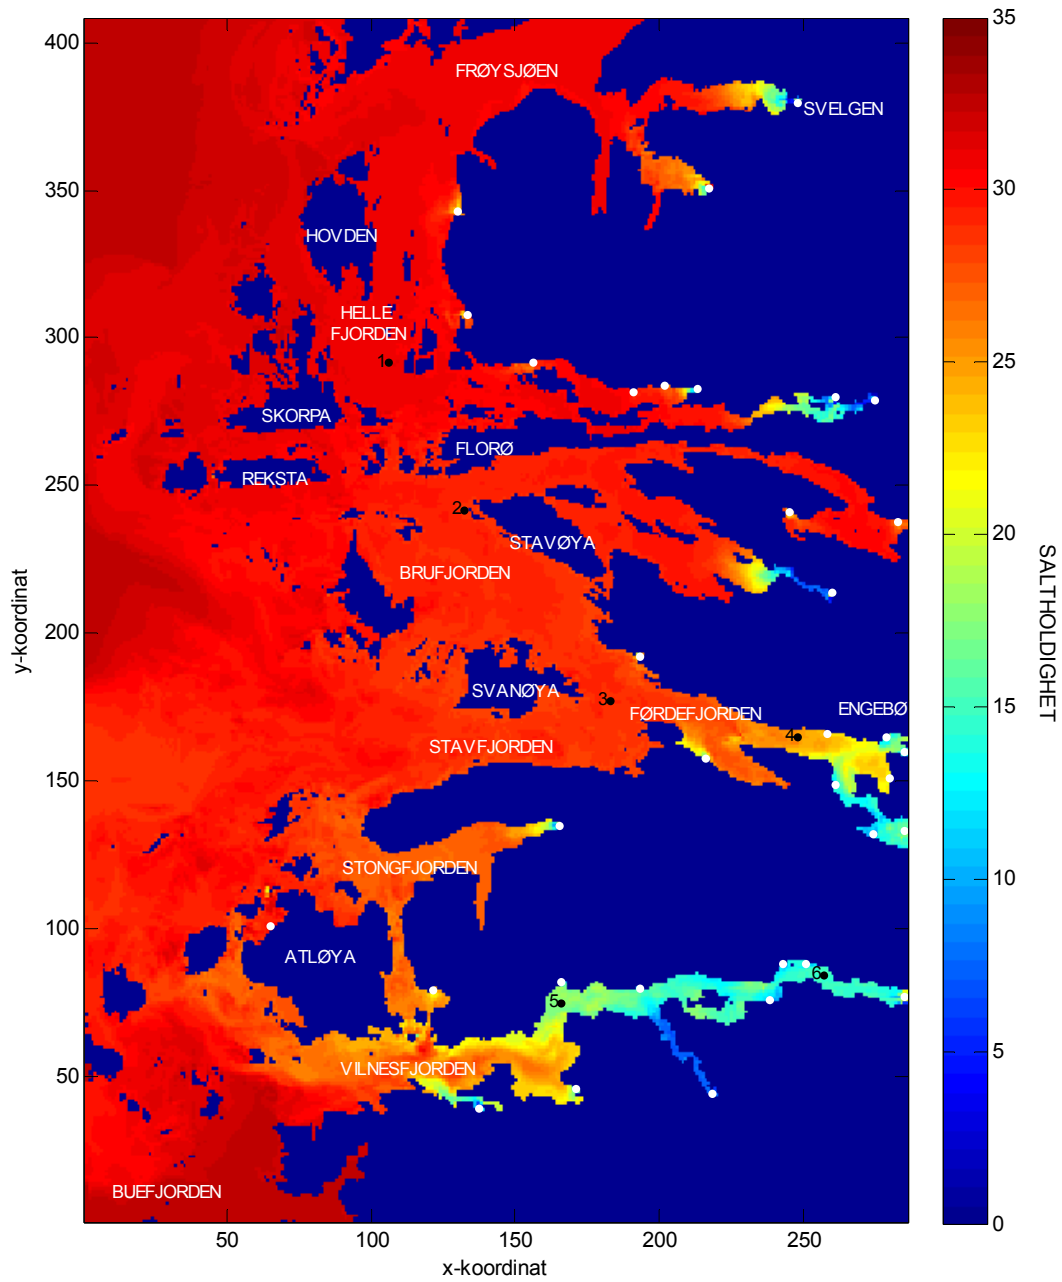 35
400
FRØYSJØEN
SVELGEN
350
30
HOVDEN
300
HELLE
FJORDEN
1
25
SKORPA
FLORØ
REKSTA
250
2
STAVØYA
20
BRUFJORDEN
SALTHOLDIGHET
y-koordinat
200
SVANØYA
3
FØRDEFJORDEN
ENGEBØ
4
STAVFJORDEN
15
150
STONGFJORDEN
10
100
ATLØYA
6
5
VILNESFJORDEN
50
5
BUEFJORDEN
0
50
100
150
200
250
x-koordinat